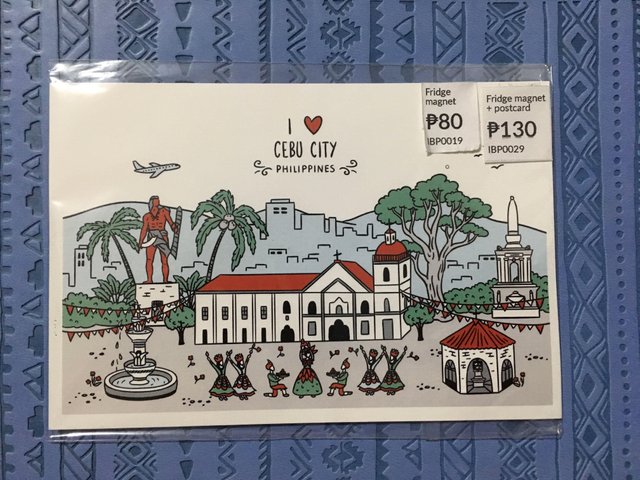 I ❤ CEBU CITY
PHILIPPINES
Fridge
magnet
₱80
IBP0019
Fridge magnet
+ postcard
₱130
IBP0029